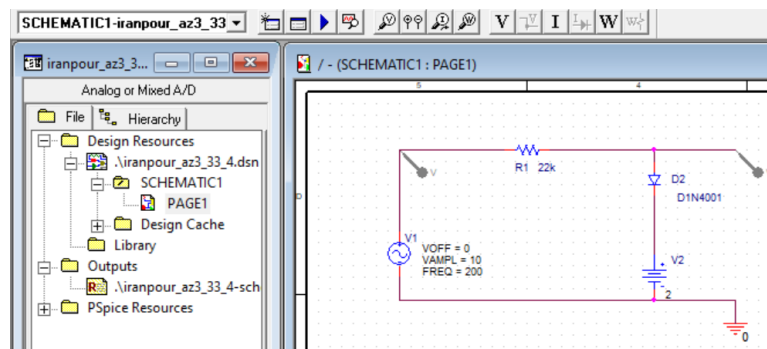 SCHEMATIC1-iranpour_az3_33
V V I I W W
iranpour_az3_3...
/ - (SCHEMATIC1 : PAGE1)
Analog or Mixed A/D
File Hierarchy
Design Resources
.\iranpour_az3_33_4.dsn
SCHEMATIC1
PAGE1
Design Cache
Library
Outputs
.\iranpour_az3_33_4-sch
PSpice Resources
5 4
D
R1 22k
V
D2
D1N4001
V1
VOFF = 0
VAMPL = 10
FREQ = 200
V2
2
0